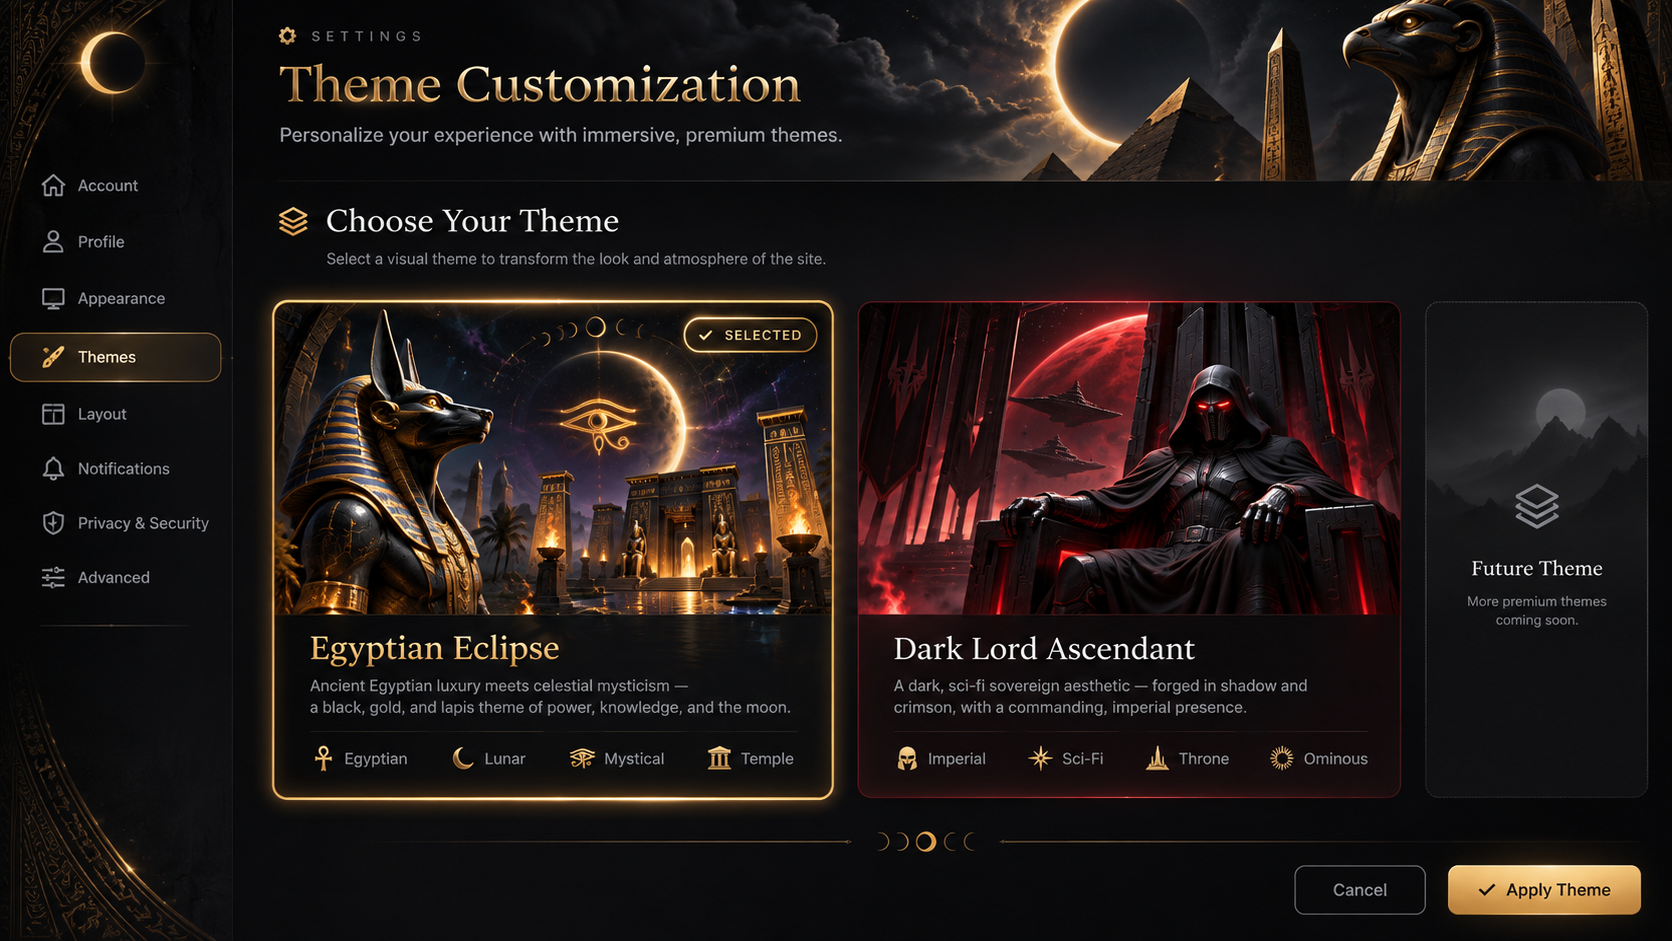 SETTINGS
Theme Customization
Personalize your experience with immersive, premium themes.
Account
Profile
Appearance
Themes
Layout
Notifications
Privacy & Security
Advanced
Choose Your Theme
Select a visual theme to transform the look and atmosphere of the site.
SELECTED
Egyptian Eclipse
Ancient Egyptian luxury meets celestial mysticism —
a black, gold, and lapis theme of power, knowledge, and the moon.
Egyptian
Lunar
Mystical
Temple
Dark Lord Ascendant
A dark, sci-fi sovereign aesthetic — forged in shadow and
crimson, with a commanding, imperial presence.
Imperial
Sci-Fi
Throne
Ominous
Future Theme
More premium themes
coming soon.
Cancel
Apply Theme